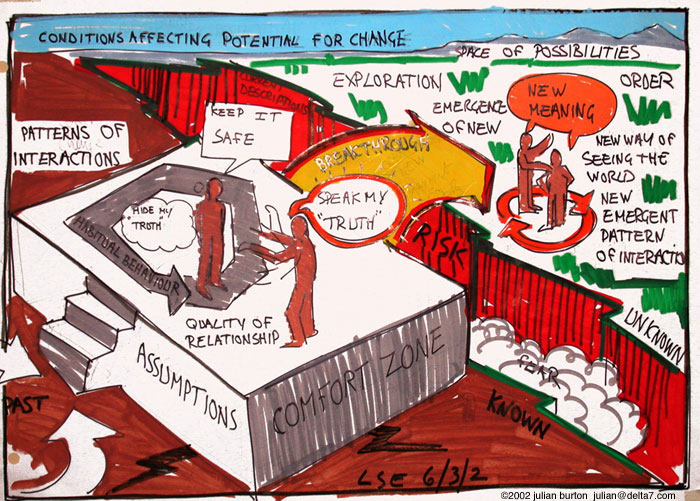 CONDITIONS AFFECTING POTENTIAL FOR CHANGE
SPACE OF POSSIBILITIES
CURRENT
DESCRIPTIONS
EXPLORATION
ORDER
NEW
MEANING
KEEP IT
SAFE
EMERGENCE
OF NEW
PATTERNS OF
INTERACTIONS
BREAKTHROUGH
NEW WAY OF
SEEING THE
WORLD
NEW
EMERGENT
PATTERN
OF INTERACTION
HIDE MY
"TRUTH"
SPEAK MY
"TRUTH"
HABITUAL BEHAVIOUR
RISK
QUALITY OF
RELATIONSHIP
UNKNOWN
ASSUMPTIONS
COMFORT ZONE
FEAR
PAST
KNOWN
LSE 6/3/2
©2002 julian burton julian@delta7.com